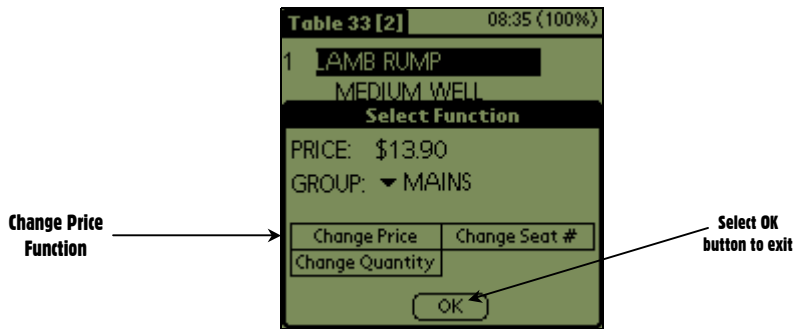 Table 33 [2] 08:35 (100%)
1 LAMB RUMP
MEDIUM WELL
Select Function
PRICE: $13.90
GROUP: MAINS
Change Price Change Seat #
Change Quantity
OK
Change Price
Function
Select OK
button to exit